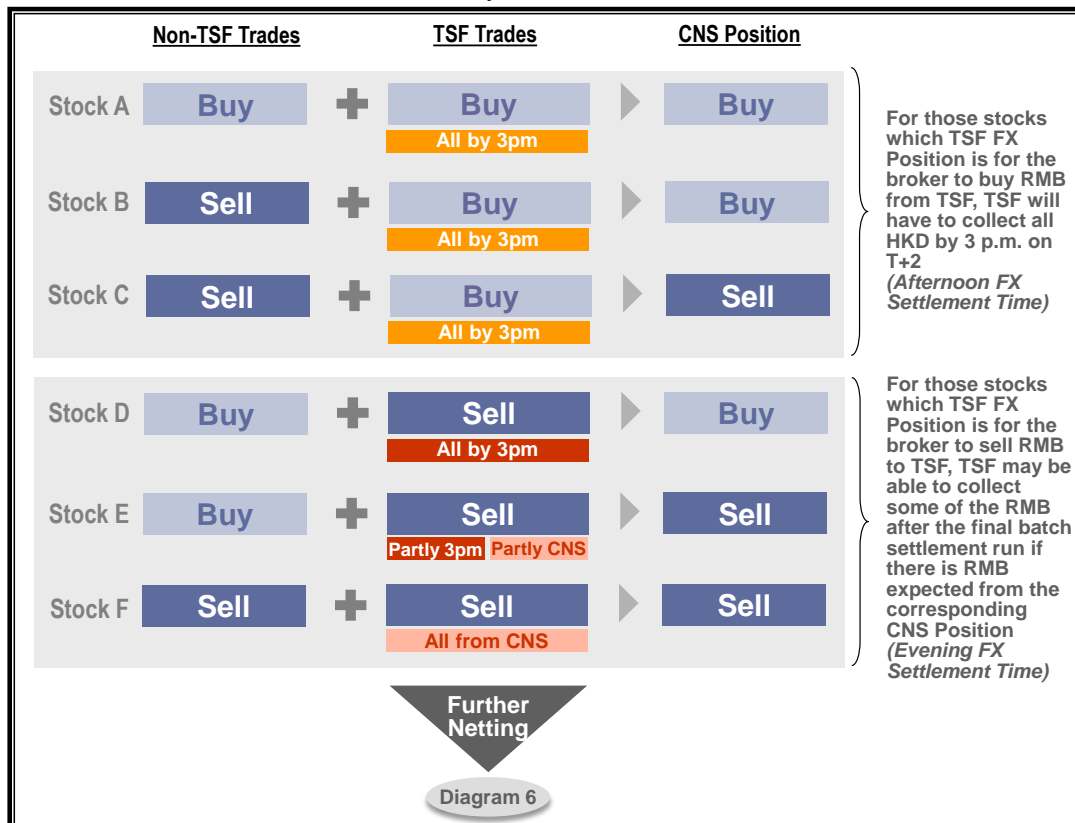 Non-TSF Trades TSF Trades CNS Position
Stock A Buy Buy Buy
All by 3pm
Stock B Sell Buy Buy
All by 3pm
Stock C Sell Buy Sell
All by 3pm
For those stocks
which TSF FX
Position is for the
broker to buy RMB
from TSF, TSF will
have to collect all
HKD by 3 p.m. on
T+2
(Afternoon FX
Settlement Time)
Stock D Buy Sell Buy
All by 3pm
Stock E Buy Sell Sell
Partly 3pm Partly CNS
Stock F Sell Sell Sell
All from CNS
For those stocks
which TSF FX
Position is for the
broker to sell RMB
to TSF, TSF may be
able to collect
some of the RMB
after the final batch
settlement run if
there is RMB
expected from the
corresponding
CNS Position
(Evening FX
Settlement Time)
Further
Netting
Diagram 6